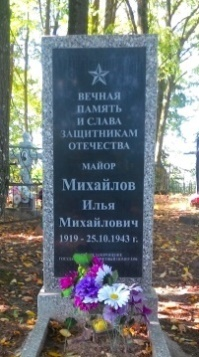 ВЕЧНАЯ
ПАМЯТЬ
И СЛАВА
ЗАЩИТНИКАМ
ОТЕЧЕСТВА
МАЙОР
Михайлов
Илья
Михайлович
1919 - 25.10.1943 г.